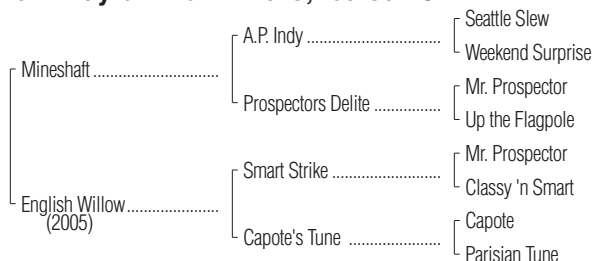 Seattle Slew
A.P. Indy
Weekend Surprise
Mineshaft
Mr. Prospector
Prospectors Delite
Up the Flagpole
Mr. Prospector
Smart Strike
Classy 'n Smart
English Willow
(2005)
Capote
Capote's Tune
Parisian Tune